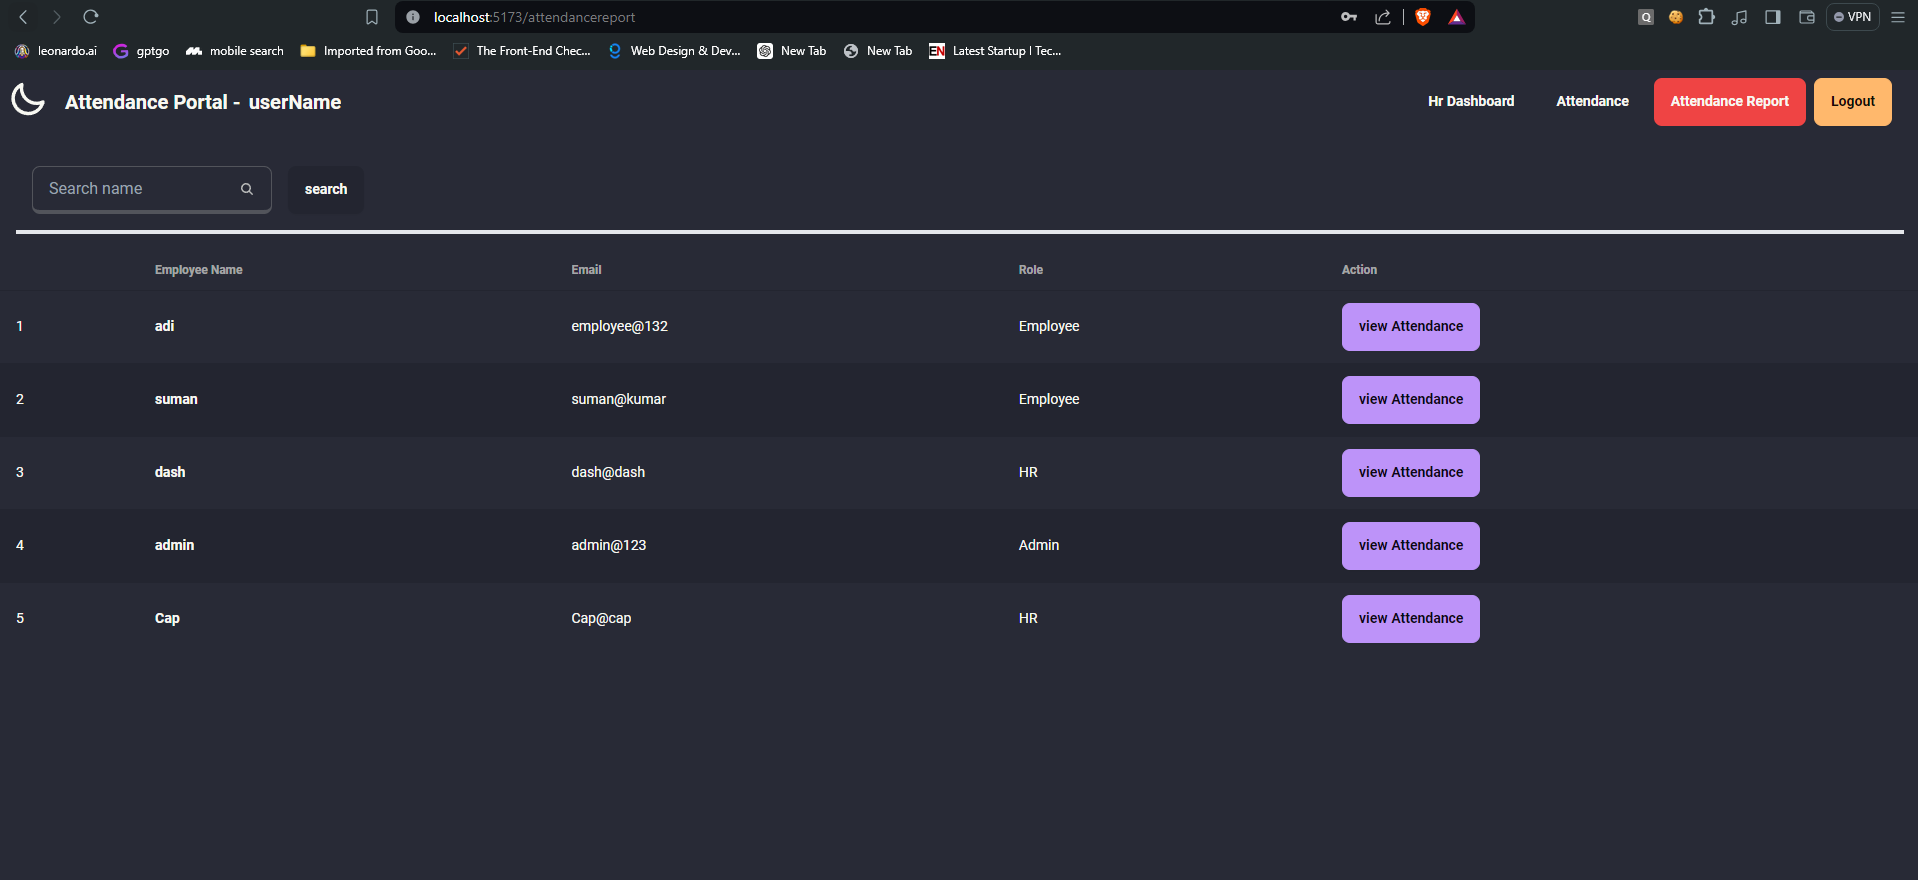 localhost:5173/attendancereport
Q
VPN
leonardo.ai gptgo mobile search Imported from Goo... The Front-End Chec... Web Design & Dev... New Tab New Tab EN Latest Startup | Tec...
Attendance Portal - userName Hr Dashboard Attendance Attendance Report Logout
Search name search
Employee Name Email Role Action
1 adi employee@132 Employee view Attendance
2 suman suman@kumar Employee view Attendance
3 dash dash@dash HR view Attendance
4 admin admin@123 Admin view Attendance
5 Cap Cap@cap HR view Attendance